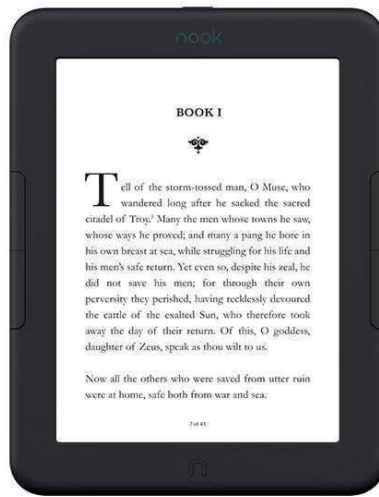 nook
BOOK I
Tell of the storm-tossed man, O Muse, who
wandered long after he sacked the sacred
citadel of Troy.¹ Many the men whose towns he saw,
whose ways he proved; and many a pang he bore in
his own breast at sea, while struggling for his life and
his men's safe return. Yet even so, despite his zeal, he
did not save his men; for through their own
perversity they perished, having recklessly devoured
the cattle of the exalted Sun, who therefore took
away the day of their return. Of this, O goddess,
daughter of Zeus, speak as thou wilt to us.
Now all the others who were saved from utter ruin
were at home, safe both from war and sea.
7 of 43